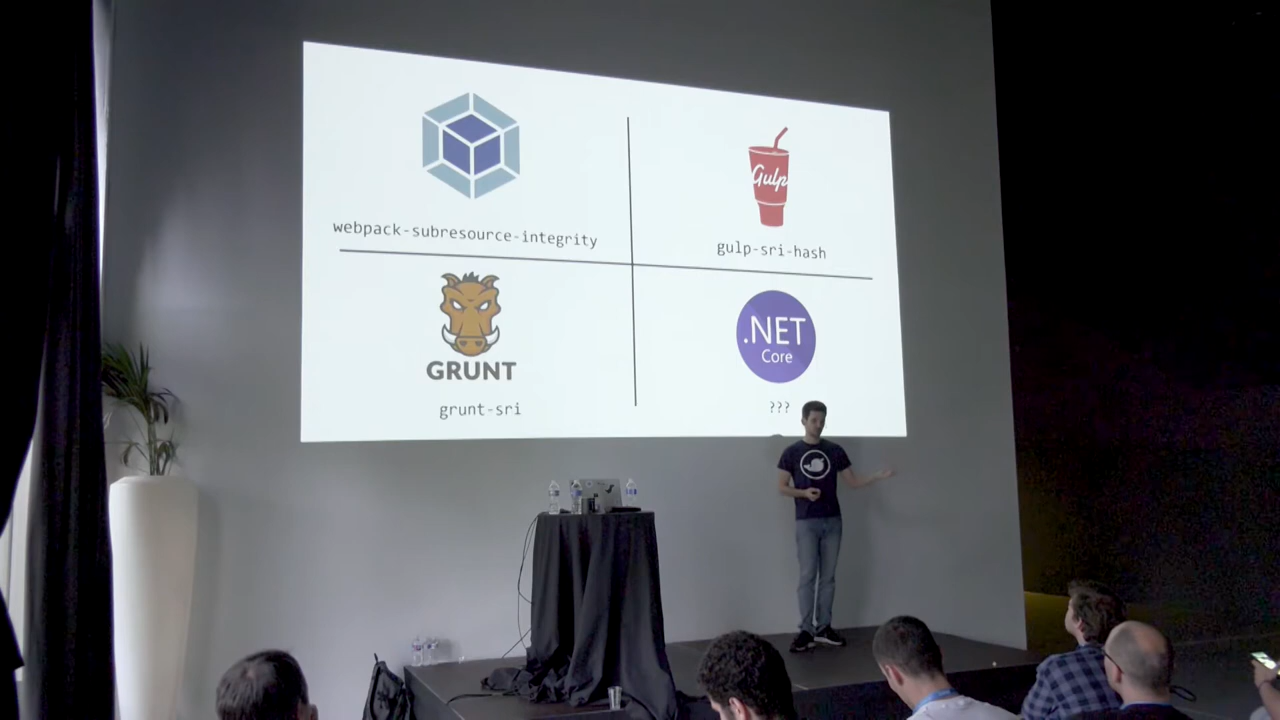 webpack-subresource-integrity
Gulp
gulp-sri-hash
GRUNT
grunt-sri
.NET
Core
???